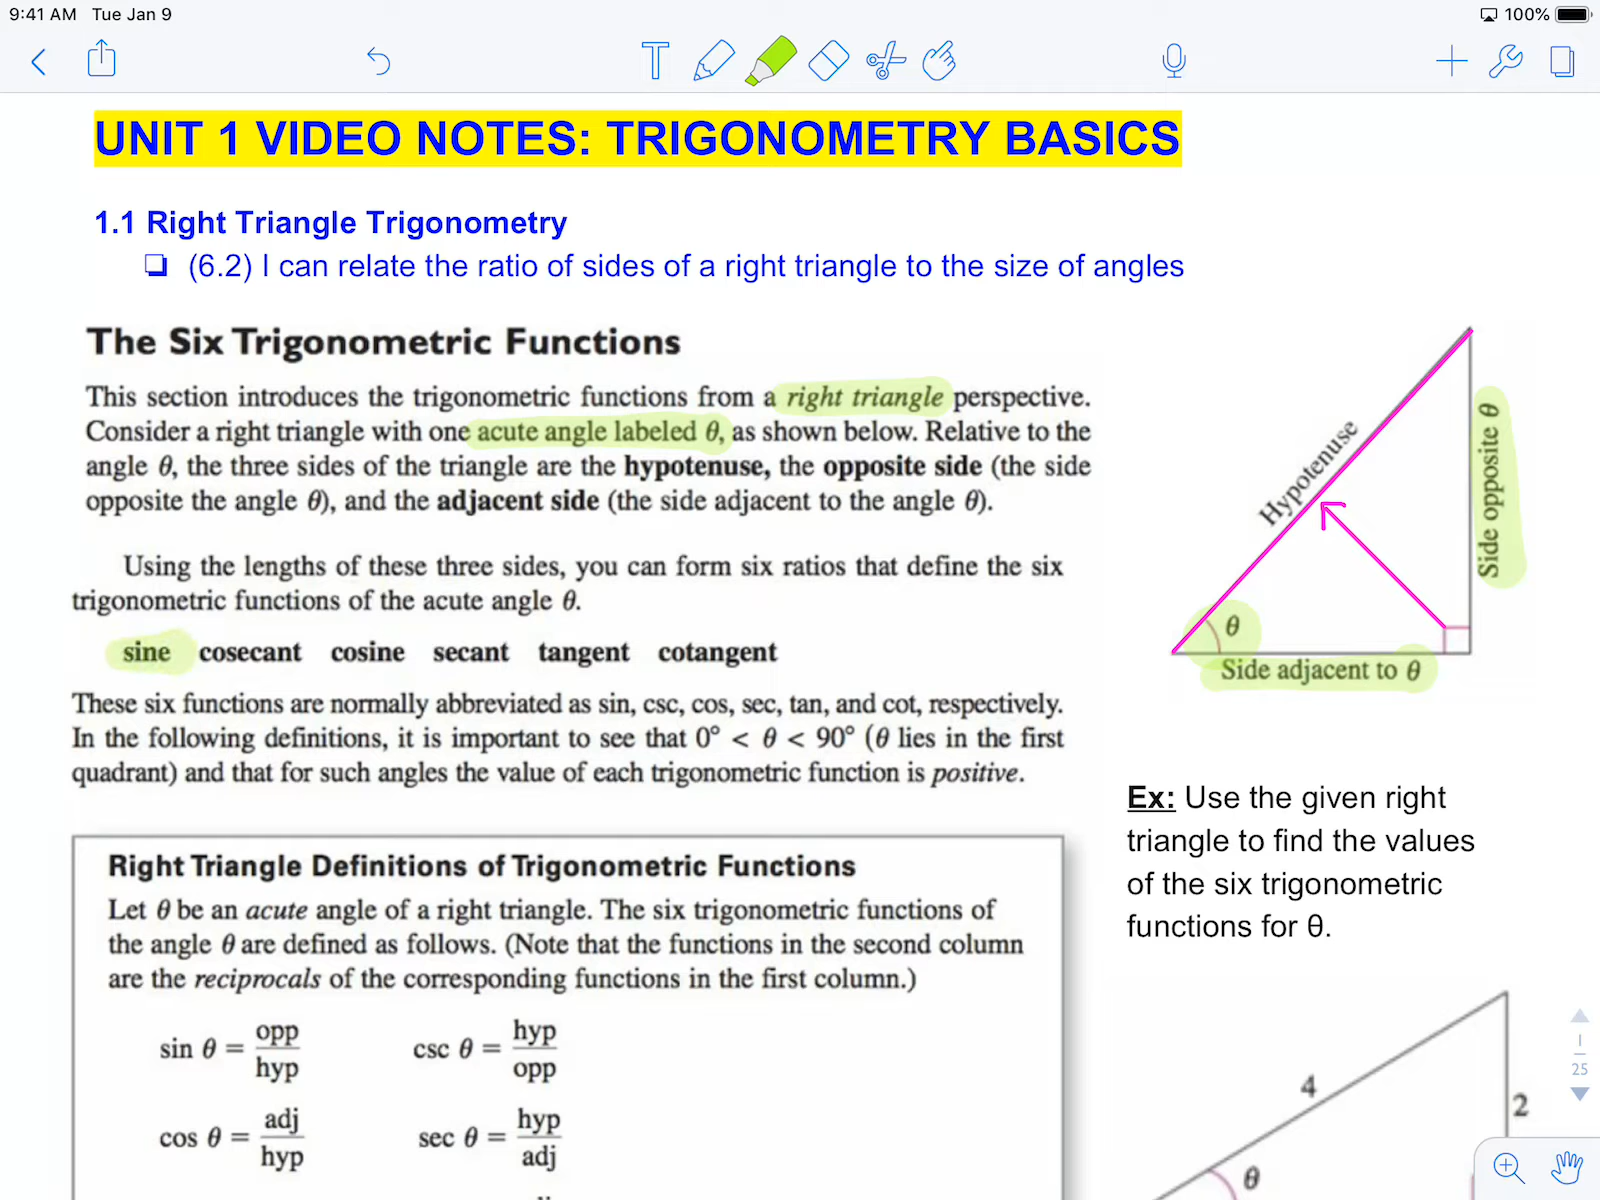 9:41 AM Tue Jan 9
100%
UNIT 1 VIDEO NOTES: TRIGONOMETRY BASICS
1.1 Right Triangle Trigonometry
❏ (6.2) I can relate the ratio of sides of a right triangle to the size of angles
The Six Trigonometric Functions
This section introduces the trigonometric functions from a right triangle perspective.
Consider a right triangle with one acute angle labeled θ, as shown below. Relative to the
angle θ, the three sides of the triangle are the hypotenuse, the opposite side (the side
opposite the angle θ), and the adjacent side (the side adjacent to the angle θ).
Using the lengths of these three sides, you can form six ratios that define the six
trigonometric functions of the acute angle θ.
sine cosecant cosine secant tangent cotangent
These six functions are normally abbreviated as sin, csc, cos, sec, tan, and cot, respectively.
In the following definitions, it is important to see that 0° < θ < 90° (θ lies in the first
quadrant) and that for such angles the value of each trigonometric function is positive.
Hypotenuse
Side opposite θ
θ
Side adjacent to θ
Right Triangle Definitions of Trigonometric Functions
Let θ be an acute angle of a right triangle. The six trigonometric functions of
the angle θ are defined as follows. (Note that the functions in the second column
are the reciprocals of the corresponding functions in the first column.)
sin θ = opp/hyp csc θ = hyp/opp
cos θ = adj/hyp sec θ = hyp/adj
Ex: Use the given right
triangle to find the values
of the six trigonometric
functions for θ.
4
2
θ
1
25